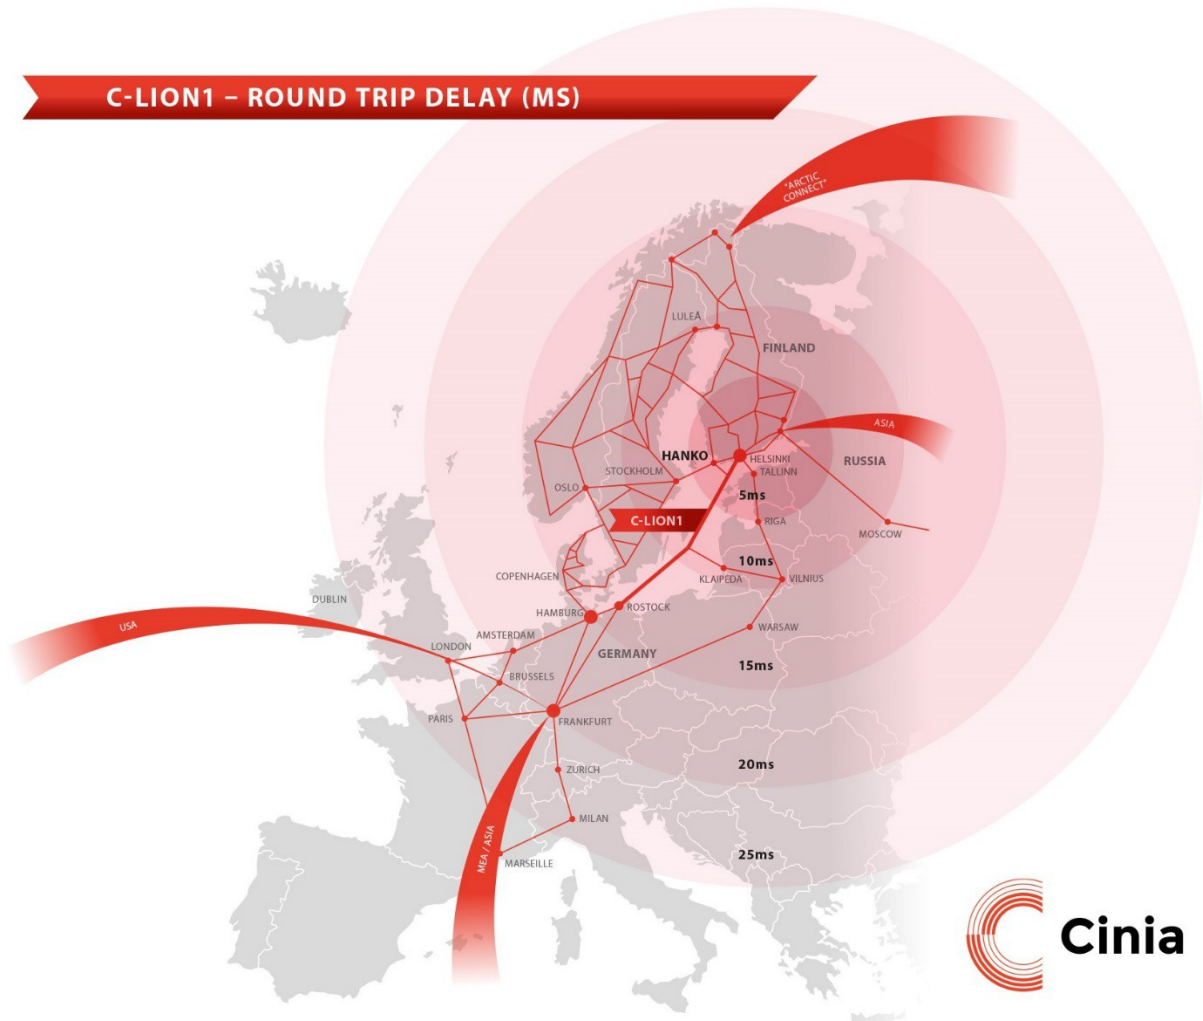 C-LION1 – ROUND TRIP DELAY (MS)
"ARCTIC
CONNECT"
LULEÅ
FINLAND
ASIA
HANKO
HELSINKI
STOCKHOLM
TALLINN
RUSSIA
OSLO
5ms
C-LION1
RIGA
MOSCOW
10ms
COPENHAGEN
KLAIPEDA
VILNIUS
DUBLIN
HAMBURG
ROSTOCK
USA
WARSAW
AMSTERDAM
LONDON
GERMANY
15ms
BRUSSELS
PARIS
FRANKFURT
20ms
ZURICH
MILAN
MEA / ASIA
25ms
MARSEILLE
Cinia